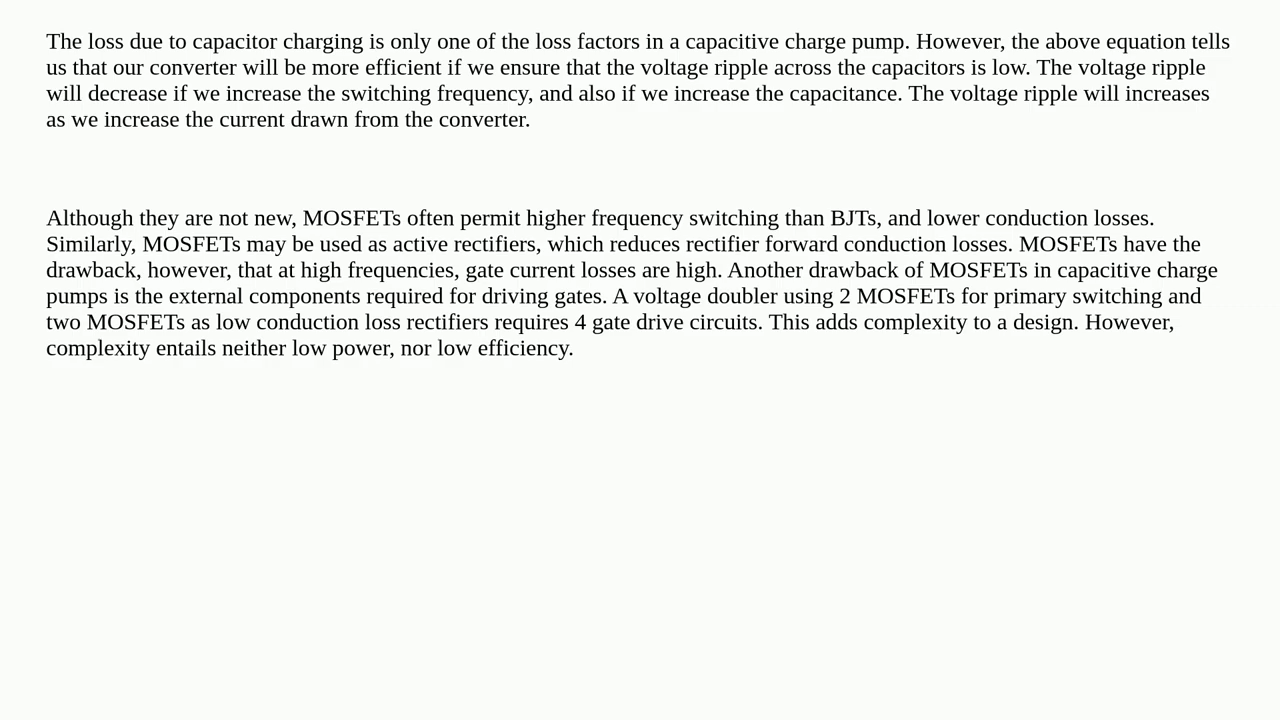 The loss due to capacitor charging is only one of the loss factors in a capacitive charge pump. However, the above equation tells
us that our converter will be more efficient if we ensure that the voltage ripple across the capacitors is low. The voltage ripple
will decrease if we increase the switching frequency, and also if we increase the capacitance. The voltage ripple will increases
as we increase the current drawn from the converter.
Although they are not new, MOSFETs often permit higher frequency switching than BJTs, and lower conduction losses.
Similarly, MOSFETs may be used as active rectifiers, which reduces rectifier forward conduction losses. MOSFETs have the
drawback, however, that at high frequencies, gate current losses are high. Another drawback of MOSFETs in capacitive charge
pumps is the external components required for driving gates. A voltage doubler using 2 MOSFETs for primary switching and
two MOSFETs as low conduction loss rectifiers requires 4 gate drive circuits. This adds complexity to a design. However,
complexity entails neither low power, nor low efficiency.